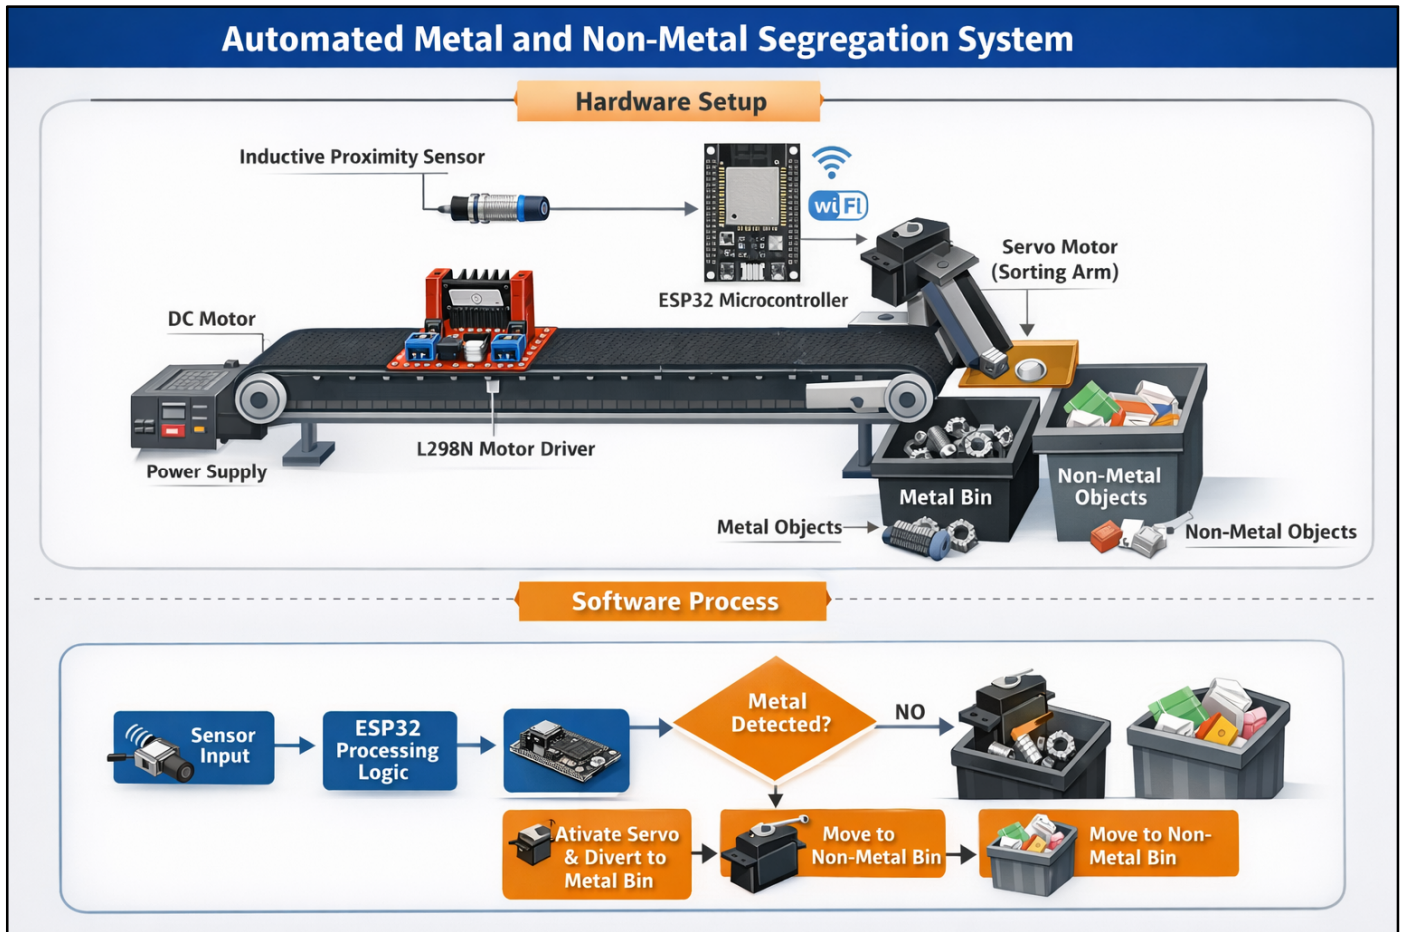 Automated Metal and Non-Metal Segregation System
Hardware Setup
Inductive Proximity Sensor
wiFI
ESP32 Microcontroller
Servo Motor
(Sorting Arm)
DC Motor
L298N Motor Driver
Power Supply
Metal Bin
Non-Metal
Objects
Metal Objects
Non-Metal Objects
Software Process
Sensor
Input
ESP32
Processing
Logic
Metal
Detected?
NO
Ativate Servo
& Divert to
Metal Bin
Move to
Non-Metal Bin
Move to Non-
Metal Bin